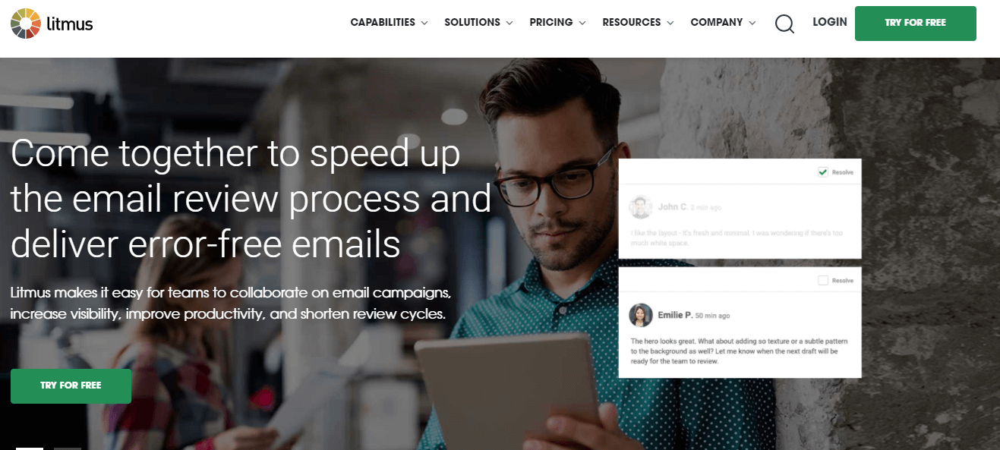 litmus
CAPABILITIES
SOLUTIONS
PRICING
RESOURCES
COMPANY
LOGIN
TRY FOR FREE
Come together to speed up
the email review process and
deliver error-free emails
Litmus makes it easy for teams to collaborate on email campaigns,
increase visibility, improve productivity, and shorten review cycles.
TRY FOR FREE
Resolve
John C. 2 min ago
I like the layout - It's fresh and minimal. I was wondering if there's too
much white space.
Resolve
Emilie P. 50 min ago
The hero looks great. What about adding so texture or a subtle pattern
to the background as well? Let me know when the next draft will be
ready for the team to review.